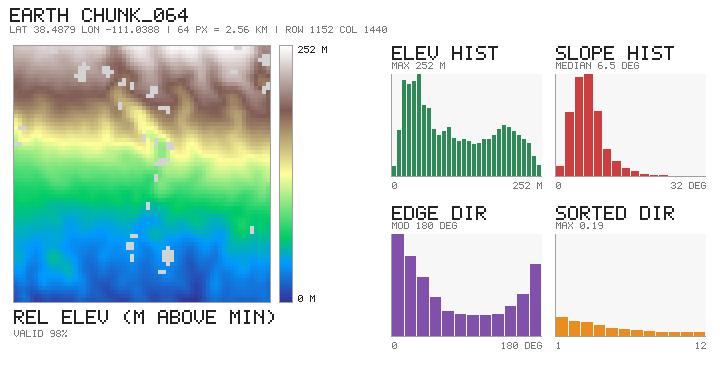 EARTH CHUNK_064
LAT 38.4879 LON -111.0388 | 64 PX = 2.56 KM | ROW 1152 COL 1440
252 M
0 M
REL ELEV (M ABOVE MIN)
VALID 98%
ELEV HIST
MAX 252 M
0 252 M
SLOPE HIST
MEDIAN 6.5 DEG
0 32 DEG
EDGE DIR
MOD 180 DEG
0 180 DEG
SORTED DIR
MAX 0.19
1 12